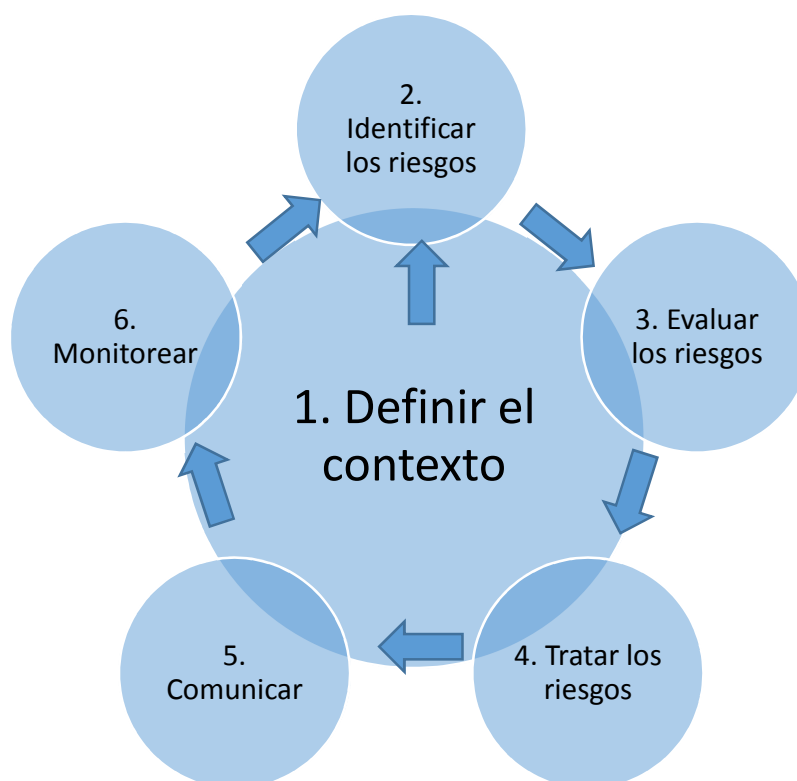 1. Definir el
contexto
2.
Identificar
los riesgos
3. Evaluar
los riesgos
4. Tratar los
riesgos
5.
Comunicar
6.
Monitorear